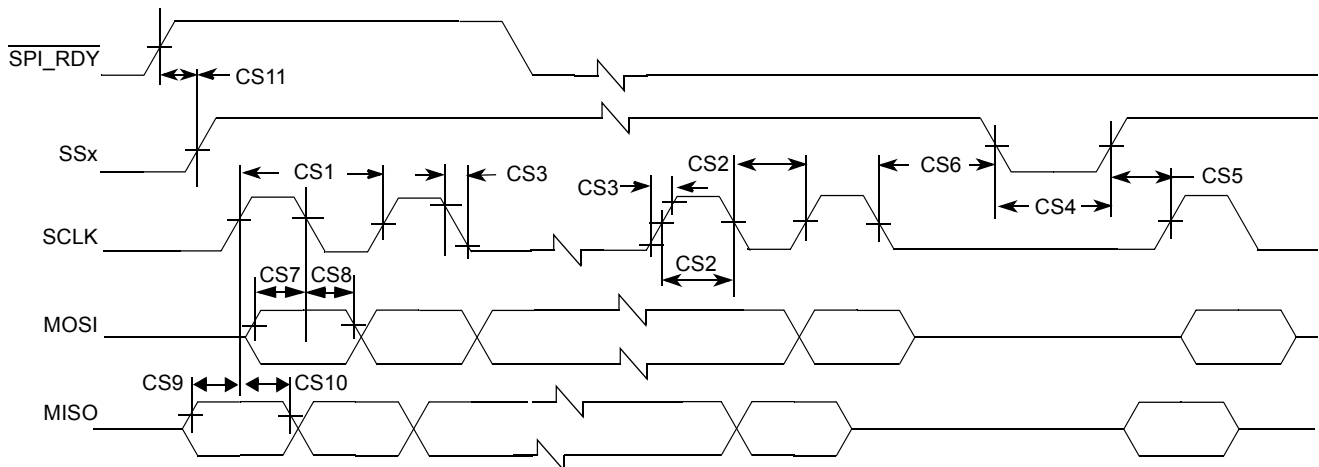 SPI_RDY
CS11
SSx
CS1
CS3
CS3
CS2
CS6
CS4
CS5
SCLK
CS2
CS7
CS8
MOSI
CS9
CS10
MISO